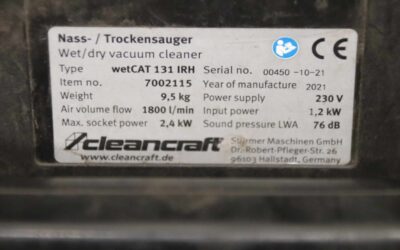 Nass- / Trockensauger
Wet/dry vacuum cleaner
Type wetCAT 131 IRH Serial no. 00450 -10-21
Item no. 7002115 Year of manufacture 2021
Weight 9,5 kg Power supply 230 V
Air volume flow 1800 l/min Input power 1,2 kW
Max. socket power 2,4 kW Sound pressure LWA 76 dB
cleancraft
www.cleancraft.de
Stürmer Maschinen GmbH
Dr.-Robert-Pfleger-Str. 26
96103 Hallstadt, Germany
CE